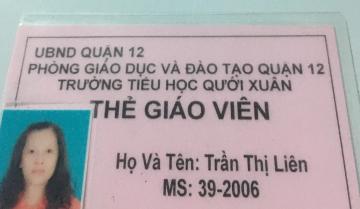 UBND QUẬN 12
PHÒNG GIÁO DỤC VÀ ĐÀO TẠO QUẬN 12
TRƯỜNG TIỂU HỌC QƯỚI XUÂN
THẺ GIÁO VIÊN
Họ Và Tên: Trần Thị Liên
MS: 39-2006